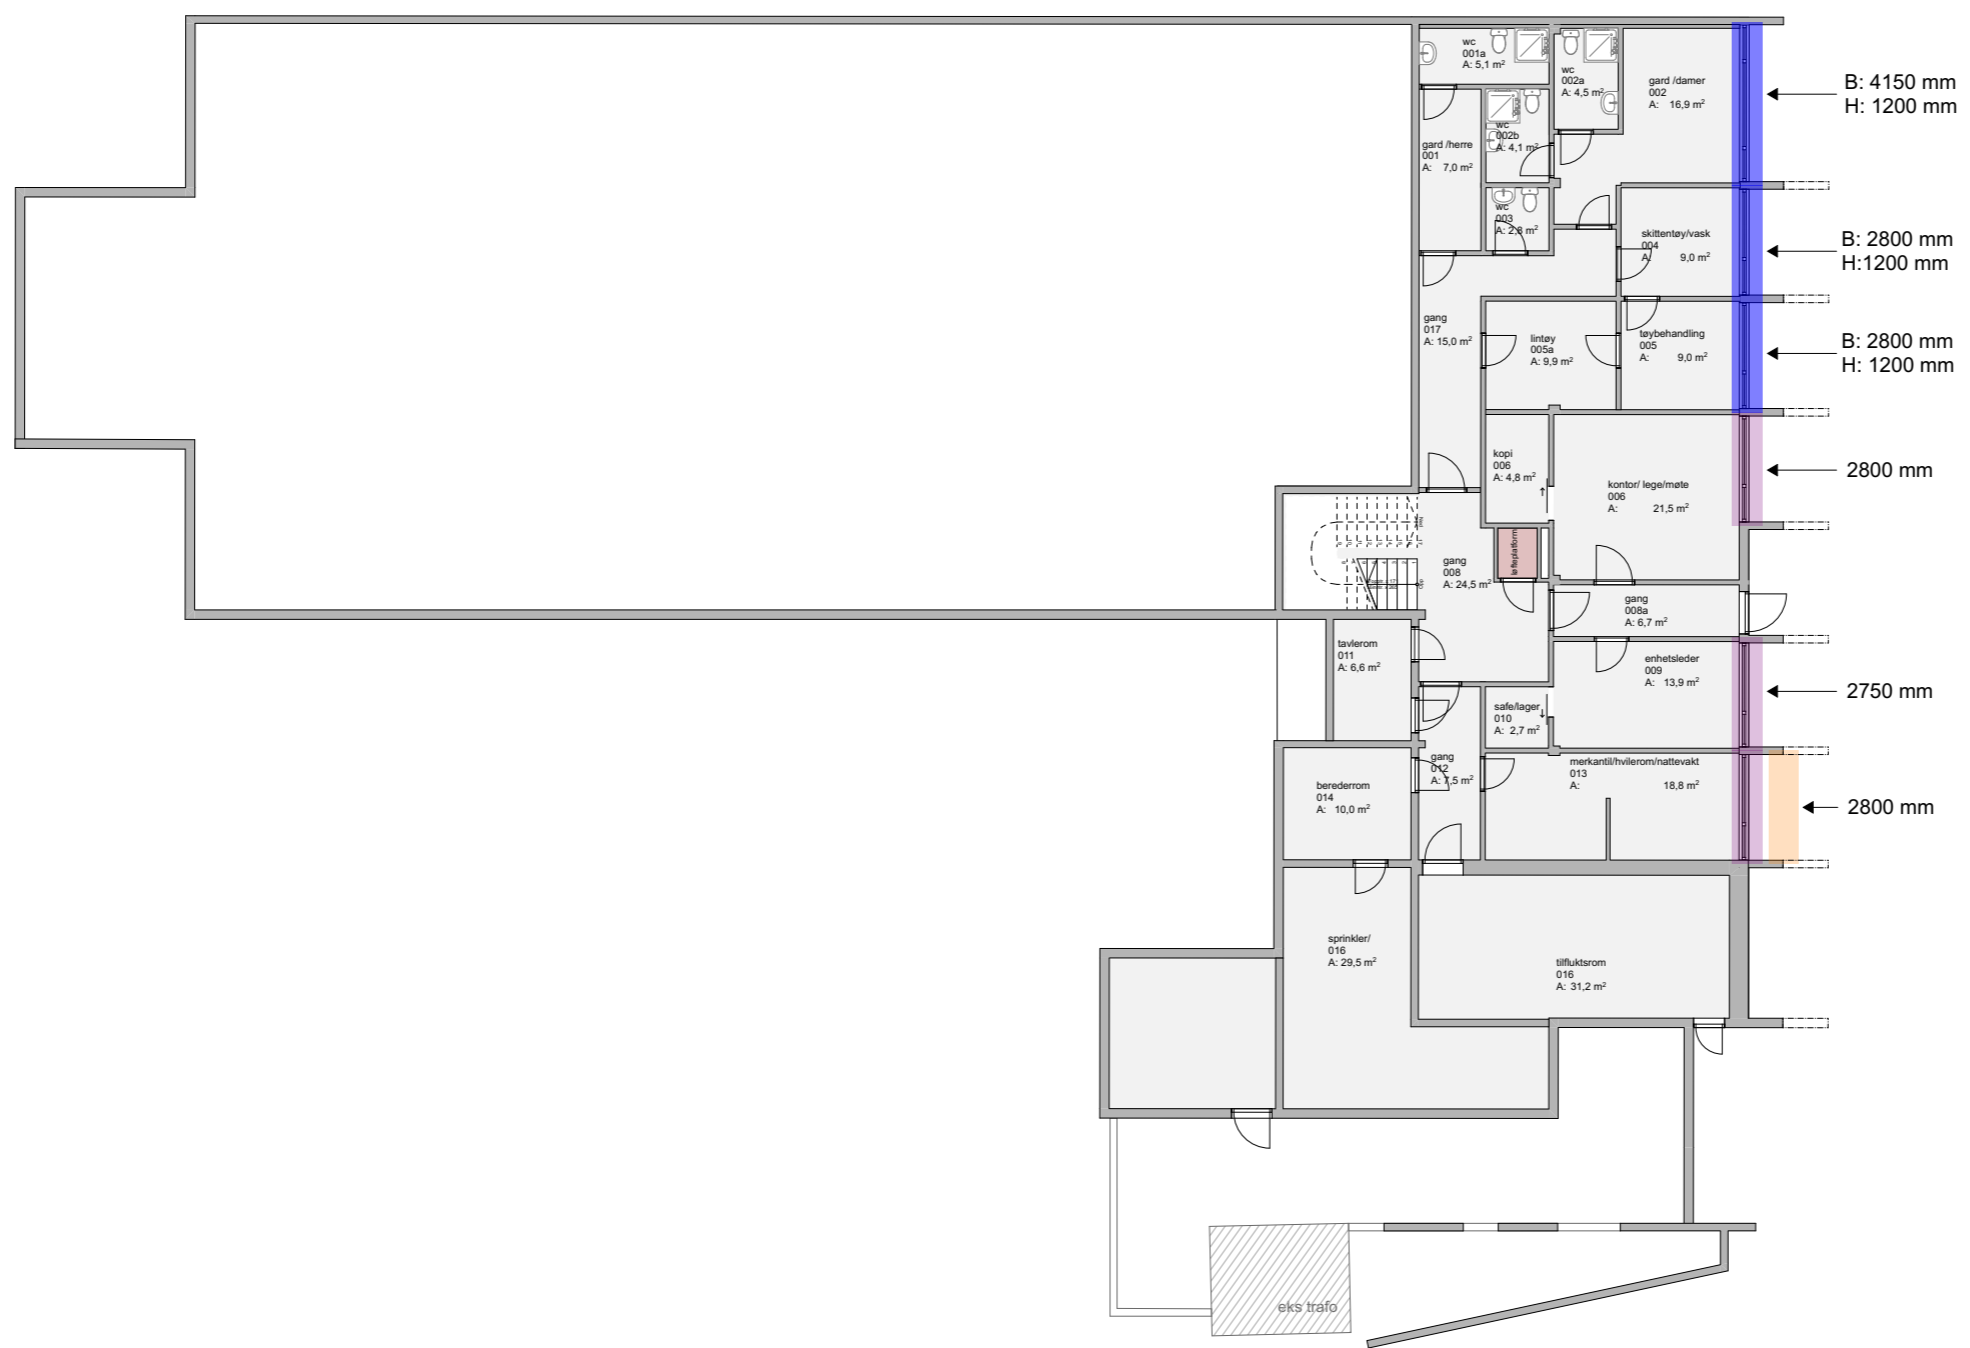 wc
001a
A: 5,1 m²
wc
002a
A: 4,5 m²
gard /damer
002
A: 16,9 m²
B: 4150 mm
H: 1200 mm
wc
002b
A: 4,1 m²
gard /herre
001
A: 7,0 m²
wc
003
A: 2,8 m²
skittentøy/vask
004
A: 9,0 m²
B: 2800 mm
H:1200 mm
gang
017
A: 15,0 m²
lintøy
005a
A: 9,9 m²
tøybehandling
005
A: 9,0 m²
B: 2800 mm
H: 1200 mm
kopi
006
A: 4,8 m²
kontor/ lege/møte
006
A: 21,5 m²
2800 mm
løfteplatform
gang
008
A: 24,5 m²
gang
008a
A: 6,7 m²
tavlerom
011
A: 6,6 m²
enhetsleder
009
A: 13,9 m²
2750 mm
safe/lager
010
A: 2,7 m²
gang
012
A: 7,5 m²
merkantil/hvilerom/nattevakt
013
A: 18,8 m²
2800 mm
berederrom
014
A: 10,0 m²
sprinkler/
016
A: 29,5 m²
tilfluktsrom
016
A: 31,2 m²
eks trafo